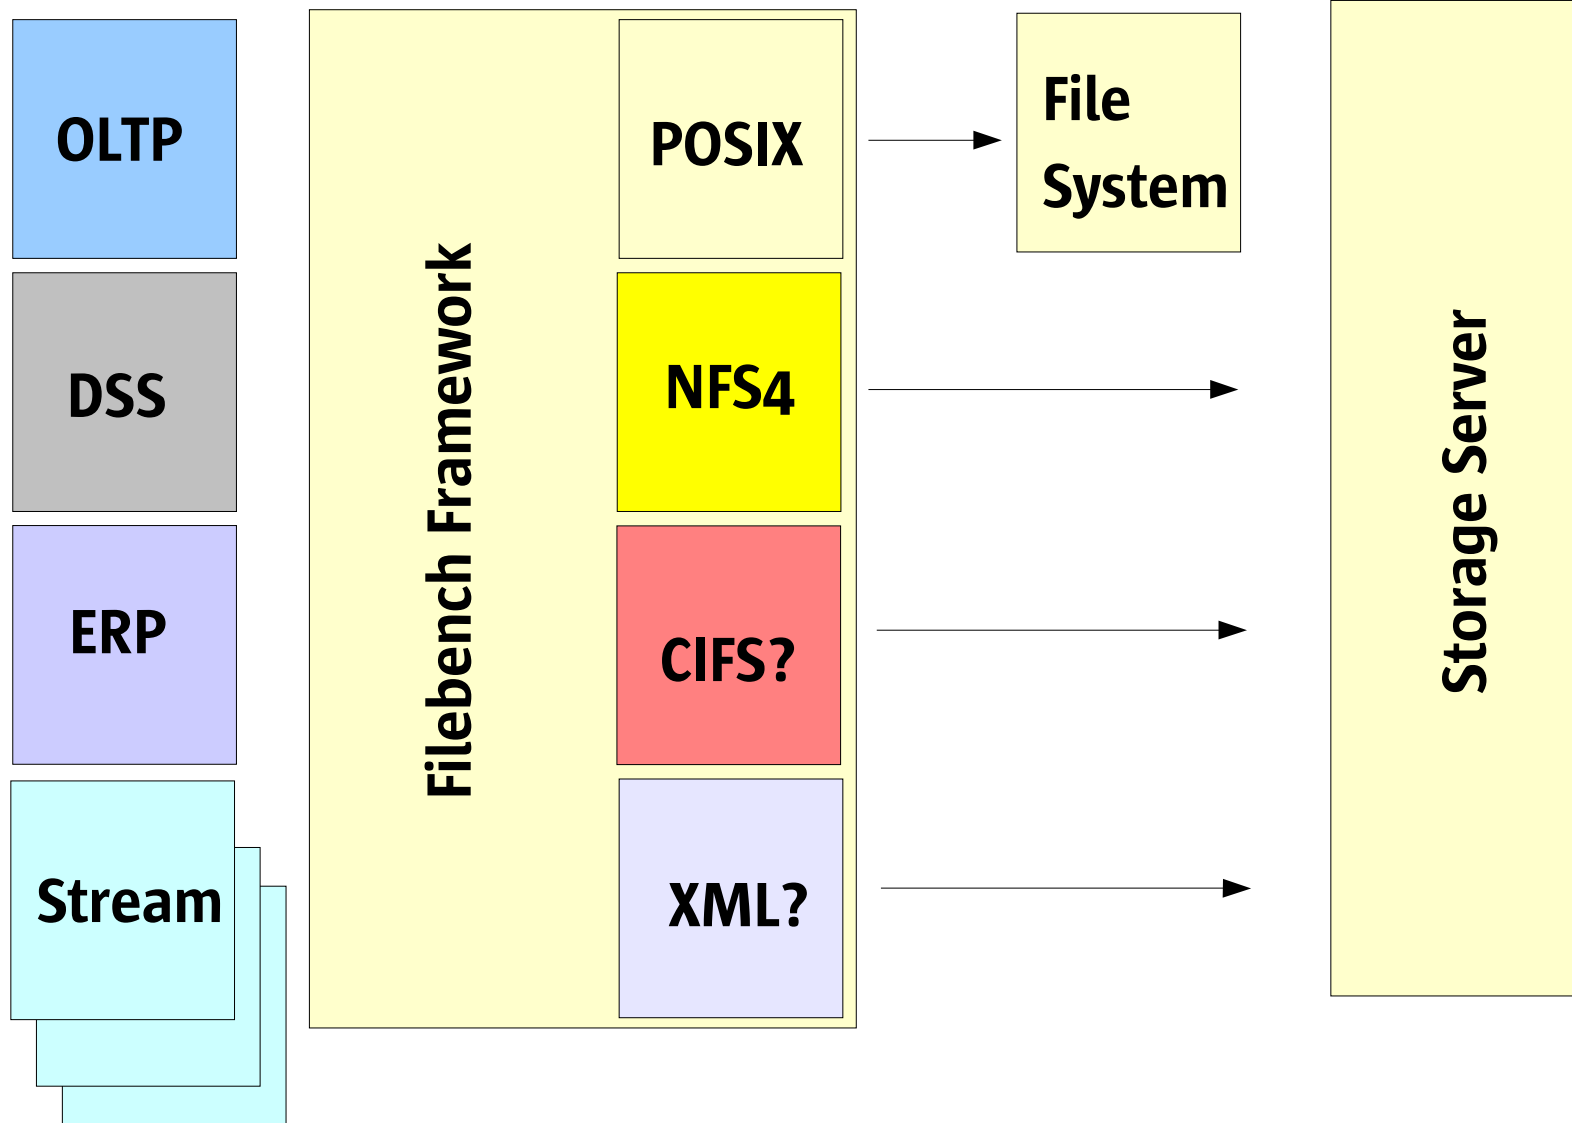 OLTP
DSS
ERP
Stream
Filebench Framework
POSIX
NFS4
CIFS?
XML?
File
System
Storage Server